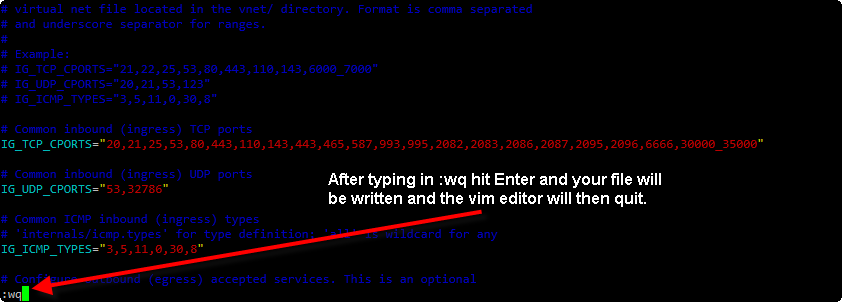 # virtual net file located in the vnet/ directory. Format is comma separated
# and underscore separator for ranges.
#
# Example:
# IG_TCP_CPORTS="21,22,25,53,80,443,110,143,6000_7000"
# IG_UDP_CPORTS="20,21,53,123"
# IG_ICMP_TYPES="3,5,11,0,30,8"
# Common inbound (ingress) TCP ports
IG_TCP_CPORTS="20,21,25,53,80,443,110,143,443,465,587,993,995,2082,2083,2086,2087,2095,2096,6666,30000_35000"
# Common inbound (ingress) UDP ports
IG_UDP_CPORTS="53,32786"
After typing in :wq hit Enter and your file will
be written and the vim editor will then quit.
# Common ICMP inbound (ingress) types
# 'internals/icmp.types' for type definition; 'all' is wildcard for any
IG_ICMP_TYPES="3,5,11,0,30,8"
# Configure outbound (egress) accepted services. This is an optional
:wq